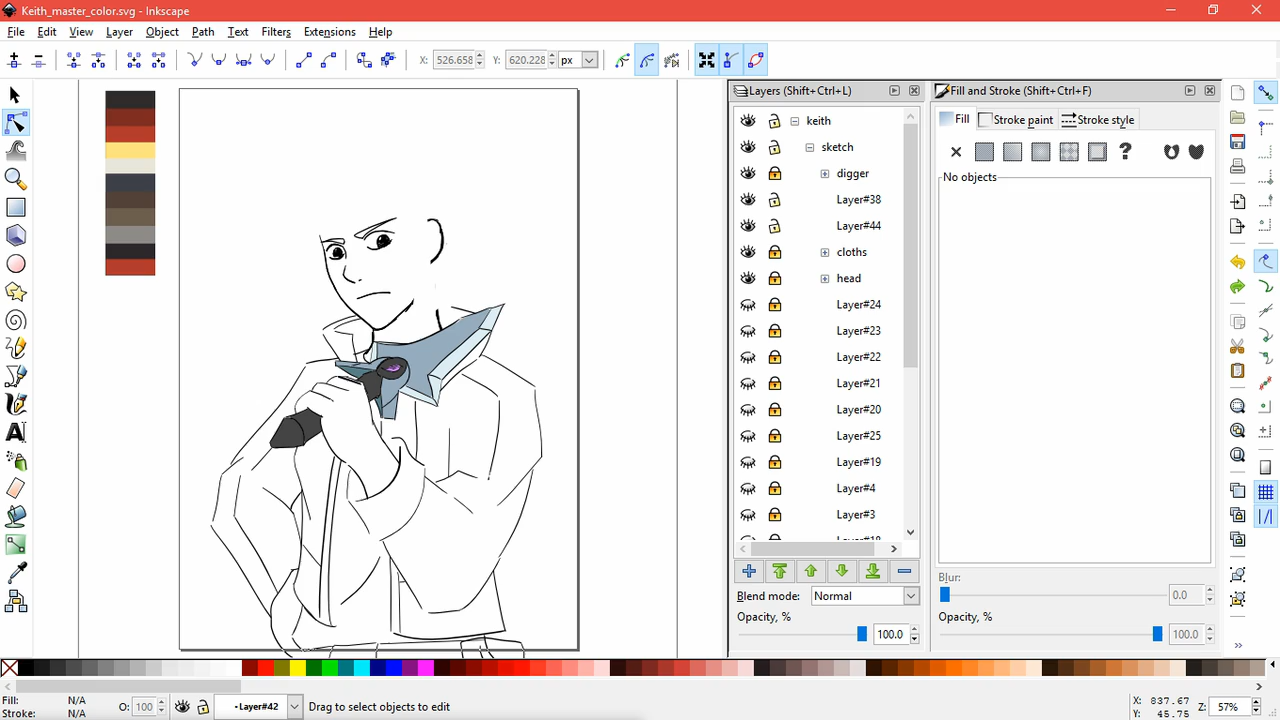 Keith_master_color.svg - Inkscape
File Edit View Layer Object Path Text Filters Extensions Help
X: 526.658 Y: 620.228 px
Layers (Shift+Ctrl+L)
Fill and Stroke (Shift+Ctrl+F)
keith
sketch
digger
Layer#38
Layer#44
cloths
head
Layer#24
Layer#23
Layer#22
Layer#21
Layer#20
Layer#25
Layer#19
Layer#4
Layer#3
Layer#18
Blend mode: Normal
Opacity, %
100.0
Fill Stroke paint Stroke style
No objects
Blur:
0.0
Opacity, %
100.0
Fill: N/A
Stroke: N/A
O: 100
-Layer#42
Drag to select objects to edit
X: 837.67
Y: 45.75
Z: 57%